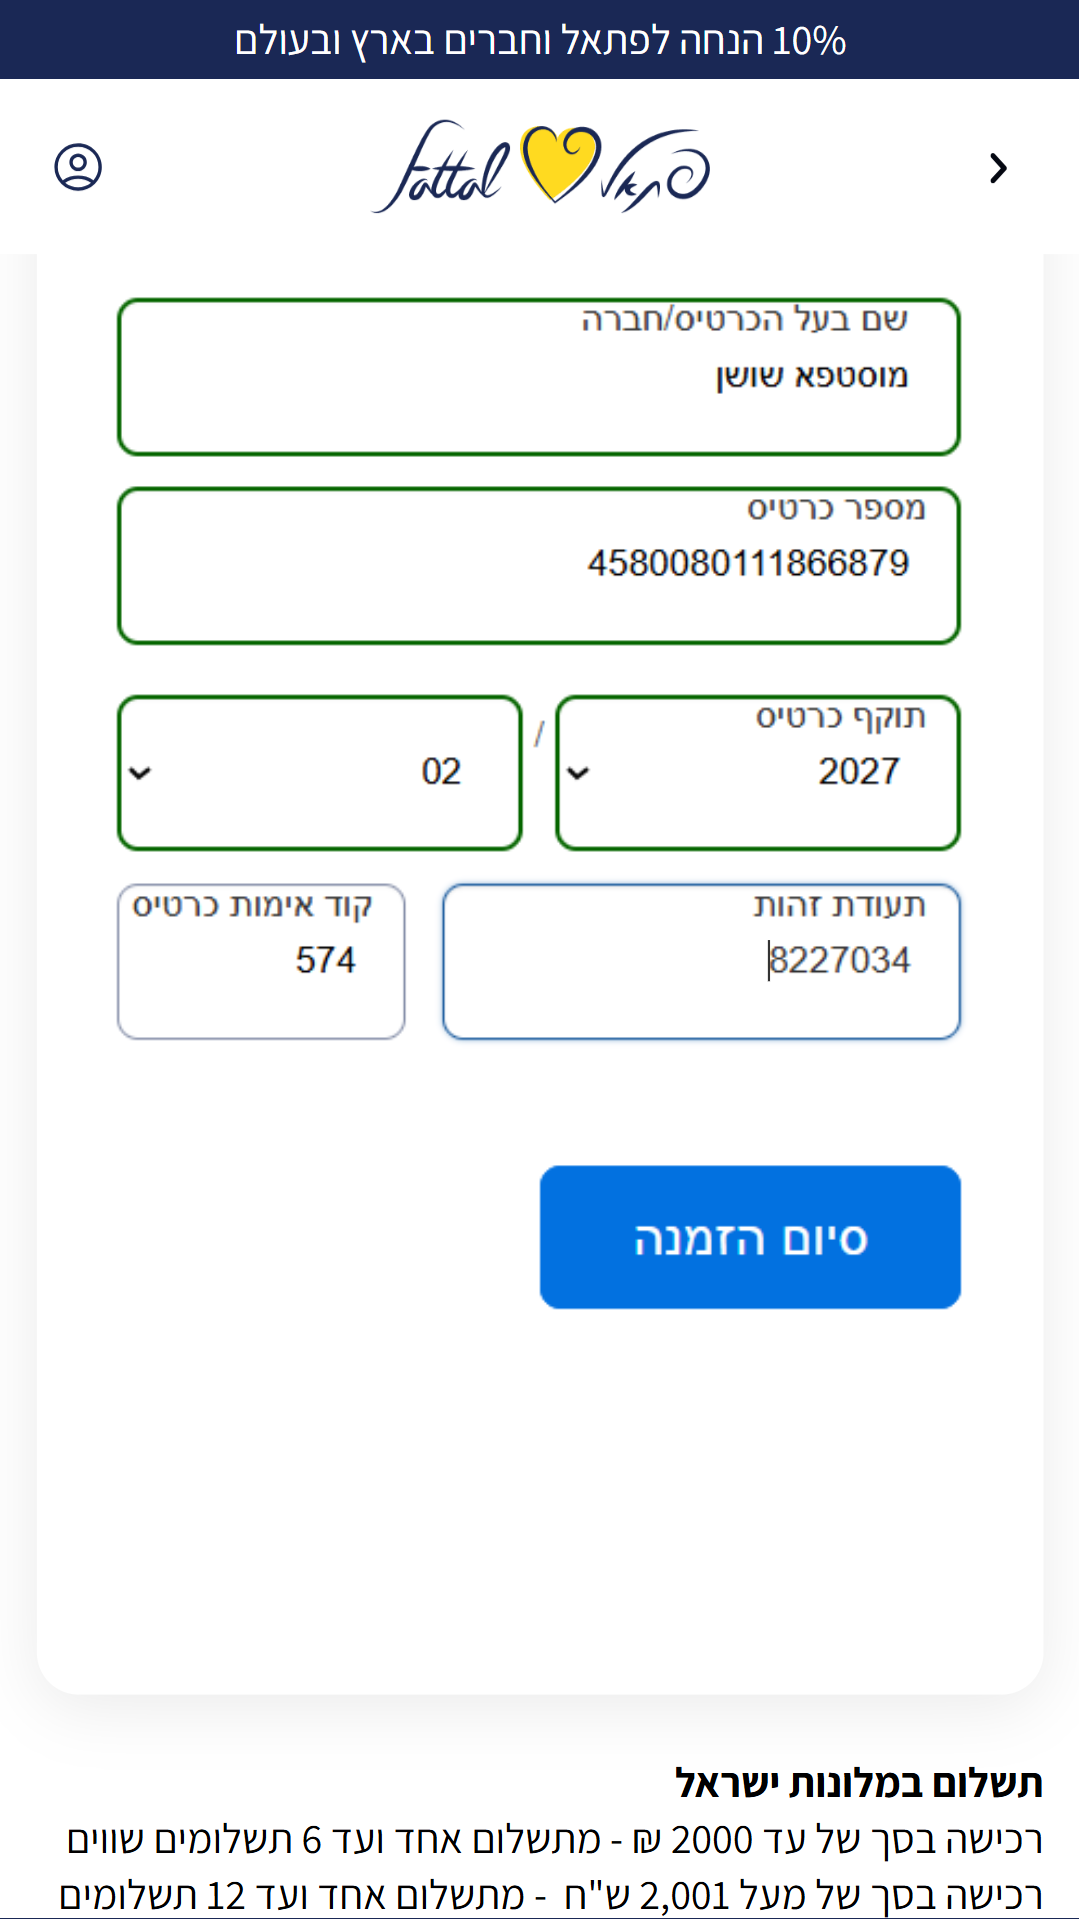 10% הנחה לפתאל וחברים בארץ ובעולם
fattal פתאל
שם בעל הכרטיס/חברה
מוסטפא שושן
מספר כרטיס
4580080111866879
תוקף כרטיס
2027 / 02
תעודת זהות
8227034
קוד אימות כרטיס
574
סיום הזמנה
תשלום במלונות ישראל
רכישה בסך של עד 2000 ₪ - מתשלום אחד ועד 6 תשלומים שווים
רכישה בסך של מעל 2,001 ש"ח - מתשלום אחד ועד 12 תשלומים